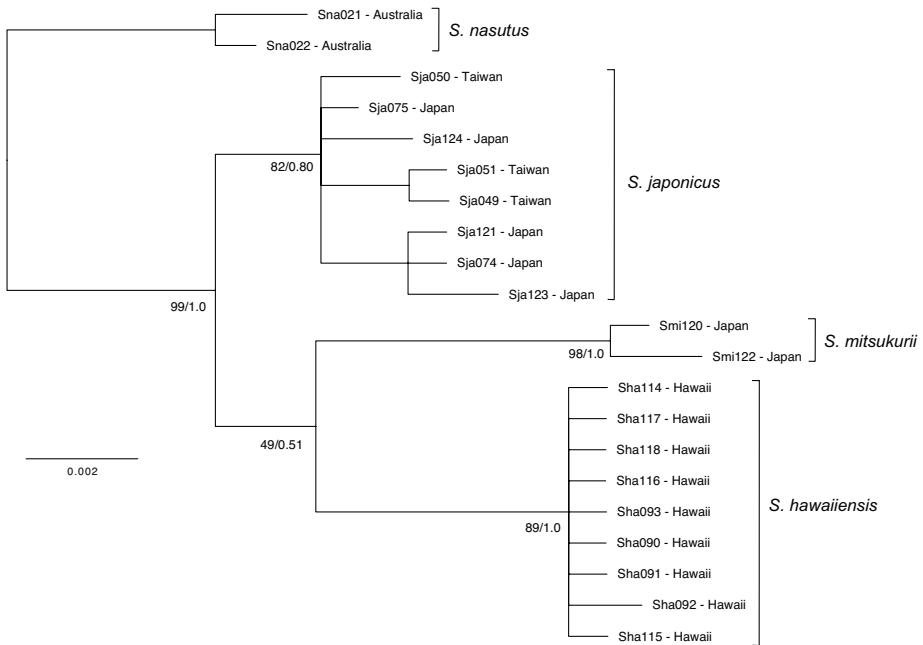 Sna021 - Australia
S. nasutus
Sna022 - Australia
Sja050 - Taiwan
Sja075 - Japan
Sja124 - Japan
82/0.80
Sja051 - Taiwan
S. japonicus
Sja049 - Taiwan
Sja121 - Japan
Sja074 - Japan
Sja123 - Japan
99/1.0
Smi120 - Japan
S. mitsukurii
98/1.0
Smi122 - Japan
Sha114 - Hawaii
Sha117 - Hawaii
49/0.51
Sha118 - Hawaii
0.002
Sha116 - Hawaii
S. hawaiiensis
Sha093 - Hawaii
89/1.0
Sha090 - Hawaii
Sha091 - Hawaii
Sha092 - Hawaii
Sha115 - Hawaii